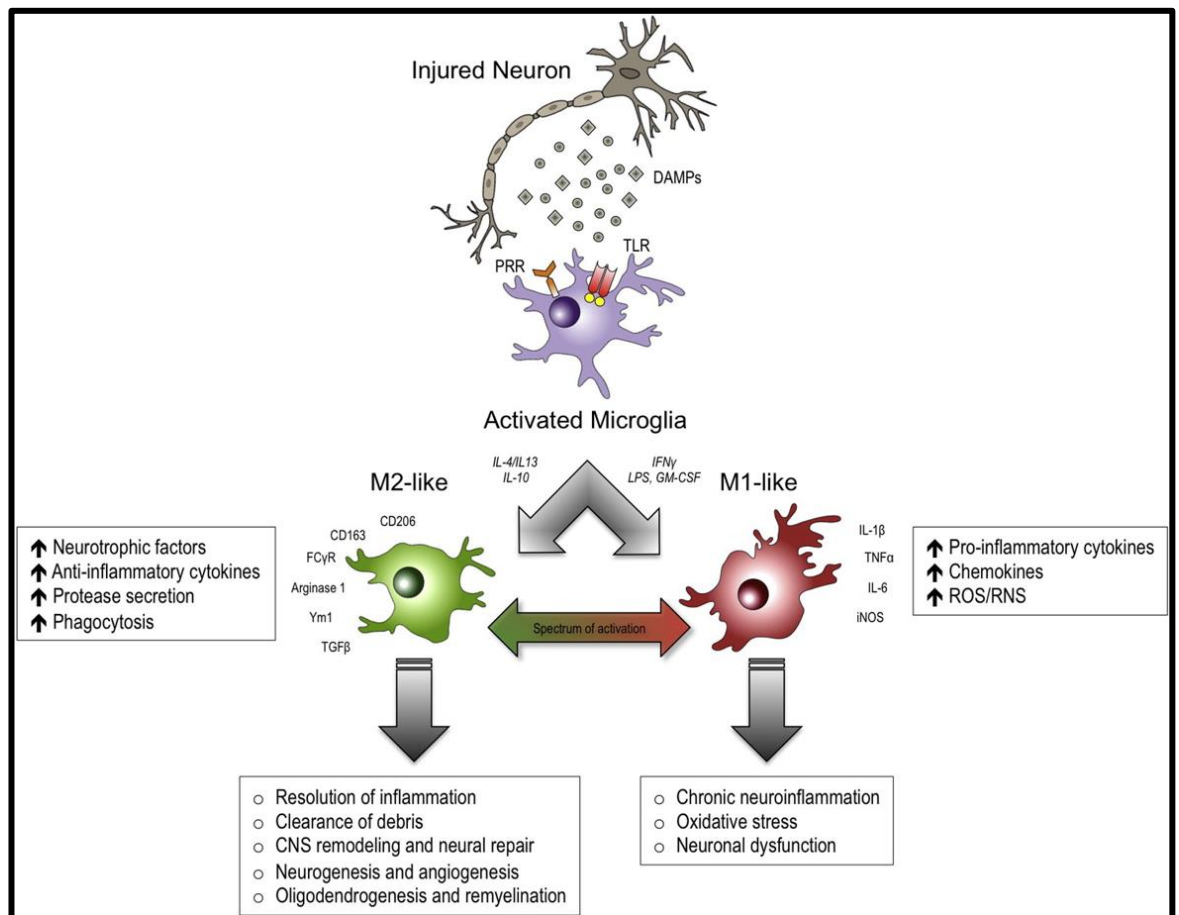 Injured Neuron
DAMPs
TLR
PRR
Activated Microglia
IL-4/IL13
IL-10
IFNγ
LPS, GM-CSF
M2-like
M1-like
CD206
CD163
FCγR
Arginase 1
Ym1
TGFβ
🡹 Neurotrophic factors
🡹 Anti-inflammatory cytokines
🡹 Protease secretion
🡹 Phagocytosis
Spectrum of activation
IL-1β
TNFα
IL-6
iNOS
🡹 Pro-inflammatory cytokines
🡹 Chemokines
🡹 ROS/RNS
○ Resolution of inflammation
○ Clearance of debris
○ CNS remodeling and neural repair
○ Neurogenesis and angiogenesis
○ Oligodendrogenesis and remyelination
○ Chronic neuroinflammation
○ Oxidative stress
○ Neuronal dysfunction